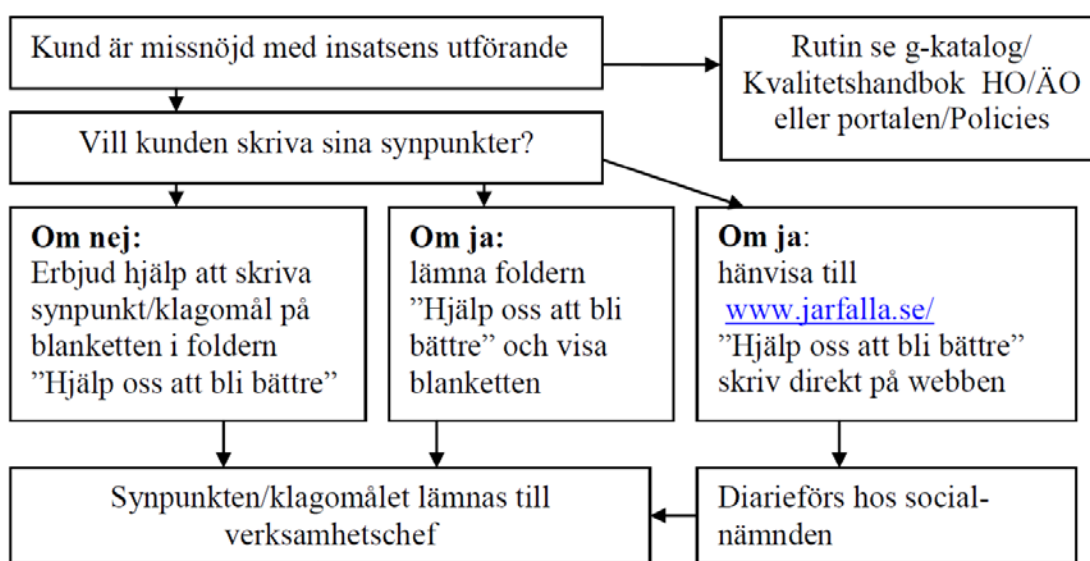 Kund är missnöjd med insatsens utförande
Rutin se g-katalog/
Kvalitetshandbok HO/ÄO
eller portalen/Policies
Vill kunden skriva sina synpunkter?
Om nej:
Erbjud hjälp att skriva
synpunkt/klagomål på
blanketten i foldern
”Hjälp oss att bli bättre”
Om ja:
lämna foldern
”Hjälp oss att bli
bättre” och visa
blanketten
Om ja:
hänvisa till
www.jarfalla.se/
”Hjälp oss att bli bättre”
skriv direkt på webben
Synpunkten/klagomålet lämnas till
verksamhetschef
Diarieförs hos social-
nämnden